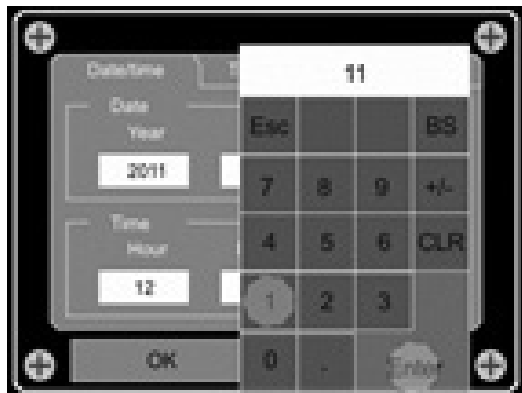 Date/time T
11
Date
Year
2011
Esc BS
7 8 9 +/-
Time
Hour
4 5 6 CLR
12
1 2 3
OK
0 . Enter